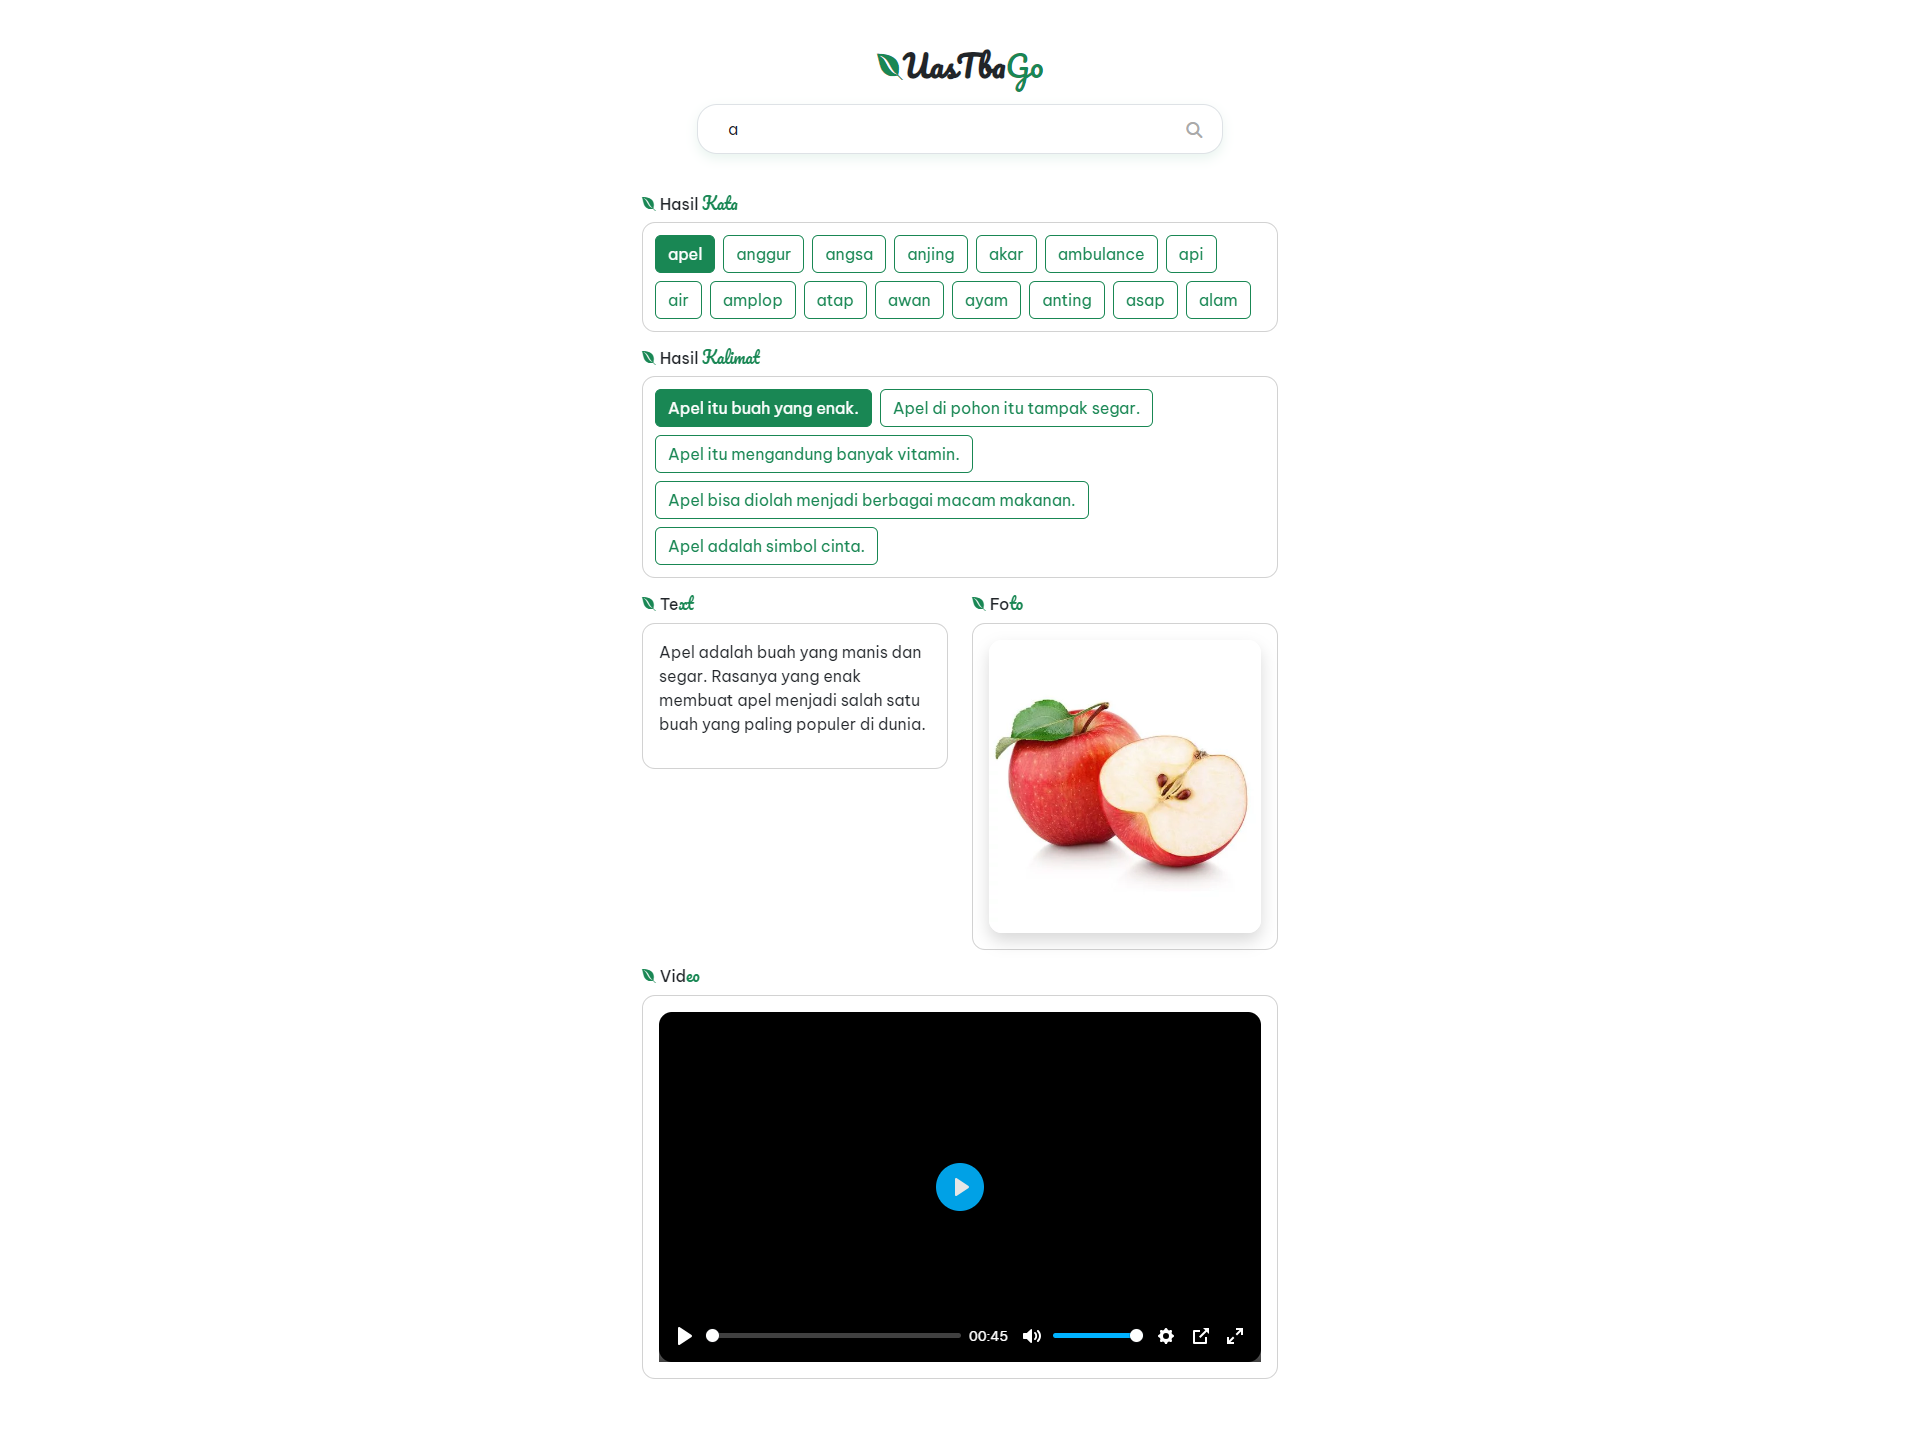 UasTbaGo
a
Hasil Kata
apel anggur angsa anjing akar ambulance api
air amplop atap awan ayam anting asap alam
Hasil Kalimat
Apel itu buah yang enak. Apel di pohon itu tampak segar.
Apel itu mengandung banyak vitamin.
Apel bisa diolah menjadi berbagai macam makanan.
Apel adalah simbol cinta.
Text
Apel adalah buah yang manis dan
segar. Rasanya yang enak
membuat apel menjadi salah satu
buah yang paling populer di dunia.
Foto
Video
00:45